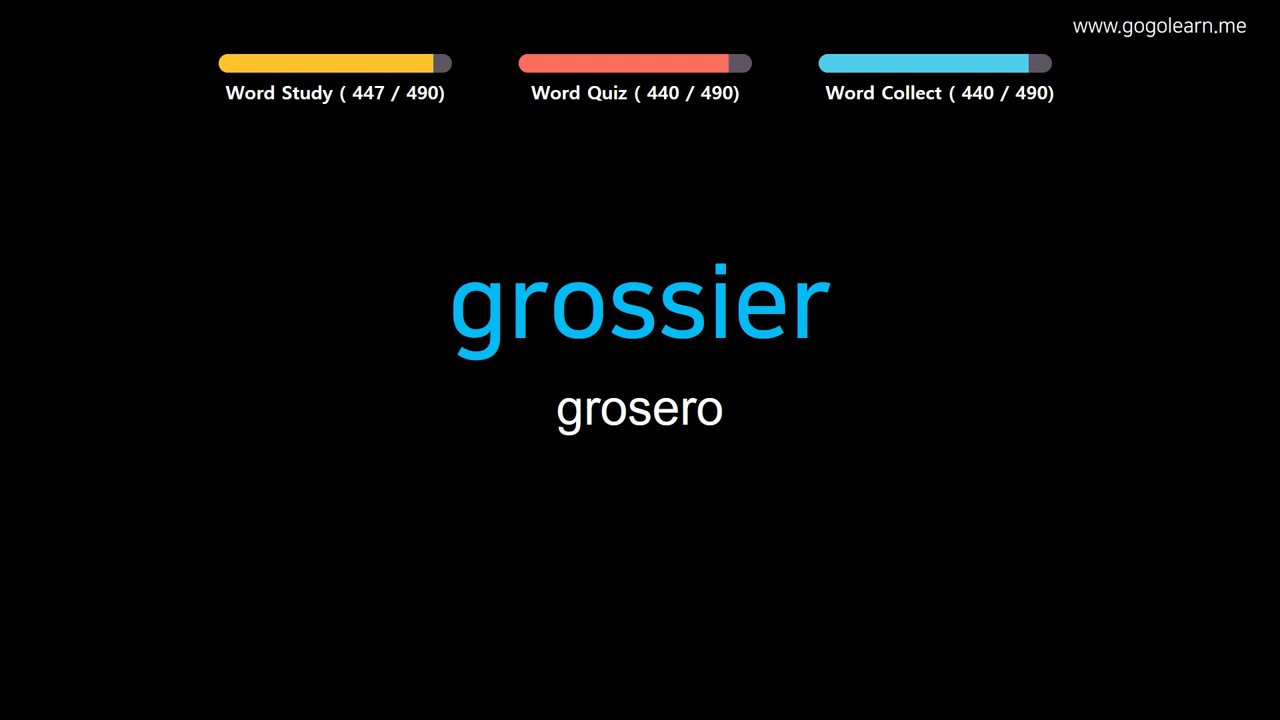 www.gogolearn.me
Word Study ( 447 / 490)
Word Quiz ( 440 / 490)
Word Collect ( 440 / 490)
grossier
grosero